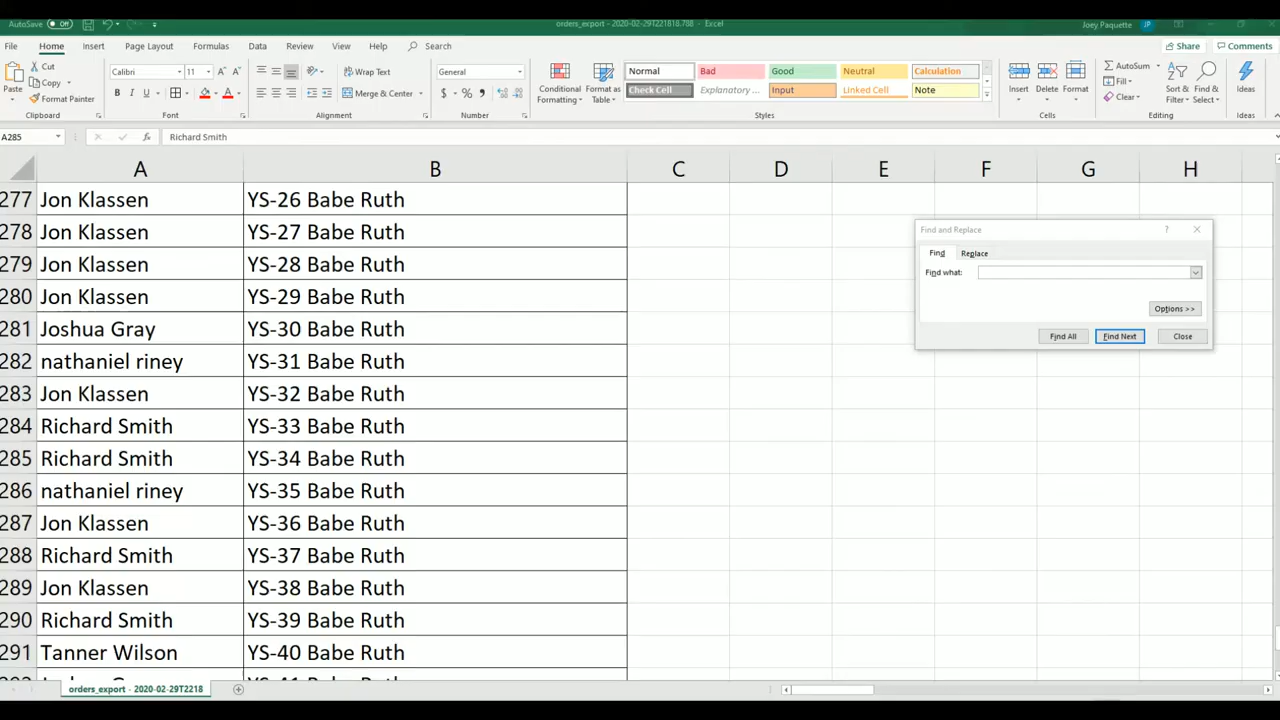 AutoSave Off orders_export - 2020-02-29T221818.788 - Excel Joey Paquette JP
File Home Insert Page Layout Formulas Data Review View Help Search Share Comments
Paste Cut Copy Format Painter Clipboard
Calibri 11 A A B I U A Font
Wrap Text Merge & Center Alignment
General $ % , Number
Conditional Formatting Format as Table Normal Bad Good Neutral Calculation
Check Cell Explanatory ... Input Linked Cell Note Styles
Insert Delete Format Cells
AutoSum Fill Clear Sort & Filter Find & Select Editing
Ideas Ideas
A285 fx Richard Smith
A B C D E F G H
277 Jon Klassen YS-26 Babe Ruth
278 Jon Klassen YS-27 Babe Ruth
279 Jon Klassen YS-28 Babe Ruth
280 Jon Klassen YS-29 Babe Ruth
281 Joshua Gray YS-30 Babe Ruth
282 nathaniel riney YS-31 Babe Ruth
283 Jon Klassen YS-32 Babe Ruth
284 Richard Smith YS-33 Babe Ruth
285 Richard Smith YS-34 Babe Ruth
286 nathaniel riney YS-35 Babe Ruth
287 Jon Klassen YS-36 Babe Ruth
288 Richard Smith YS-37 Babe Ruth
289 Jon Klassen YS-38 Babe Ruth
290 Richard Smith YS-39 Babe Ruth
291 Tanner Wilson YS-40 Babe Ruth
Find and Replace ? ×
Find Replace
Find what:
Options >>
Find All Find Next Close
orders_export - 2020-02-29T2218